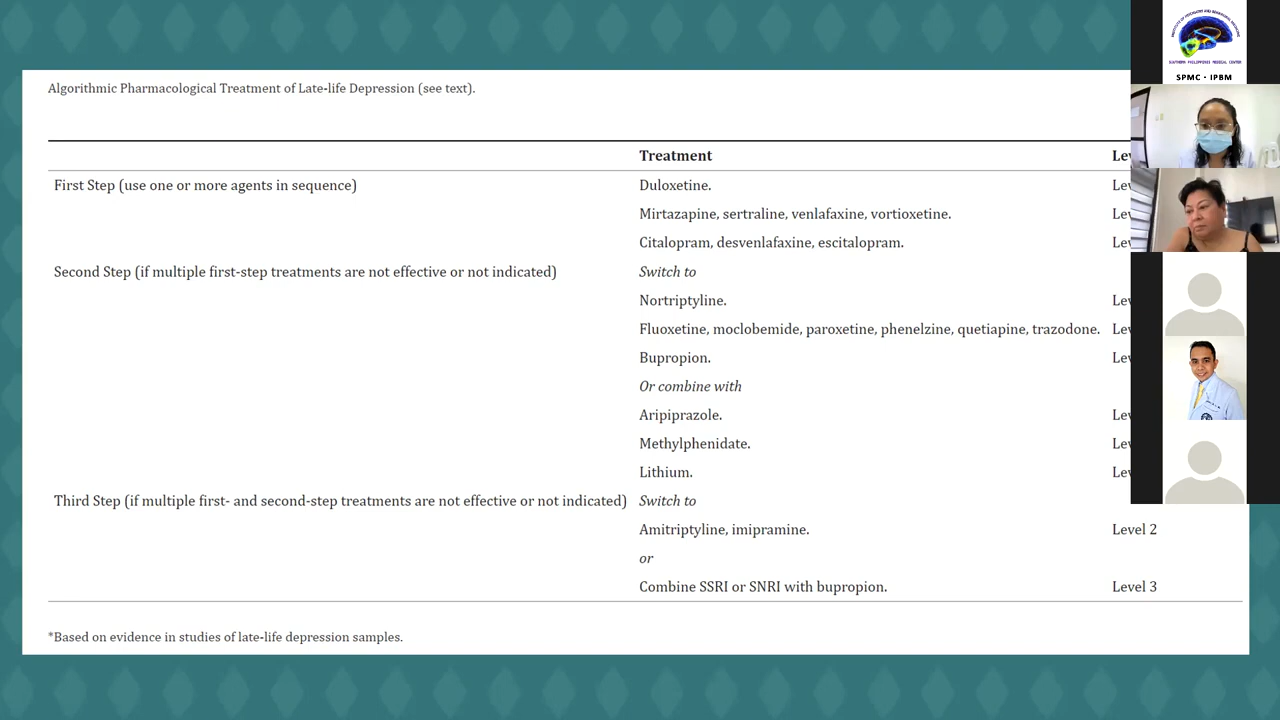 SOUTHERN PHILIPPINES MEDICAL CENTER
SPMC • IPBM
Algorithmic Pharmacological Treatment of Late-life Depression (see text).
Treatment
First Step (use one or more agents in sequence) Duloxetine.
Mirtazapine, sertraline, venlafaxine, vortioxetine.
Citalopram, desvenlafaxine, escitalopram.
Second Step (if multiple first-step treatments are not effective or not indicated) Switch to
Nortriptyline.
Fluoxetine, moclobemide, paroxetine, phenelzine, quetiapine, trazodone.
Bupropion.
Or combine with
Aripiprazole.
Methylphenidate.
Lithium.
Third Step (if multiple first- and second-step treatments are not effective or not indicated) Switch to
Amitriptyline, imipramine. Level 2
or
Combine SSRI or SNRI with bupropion. Level 3
*Based on evidence in studies of late-life depression samples.